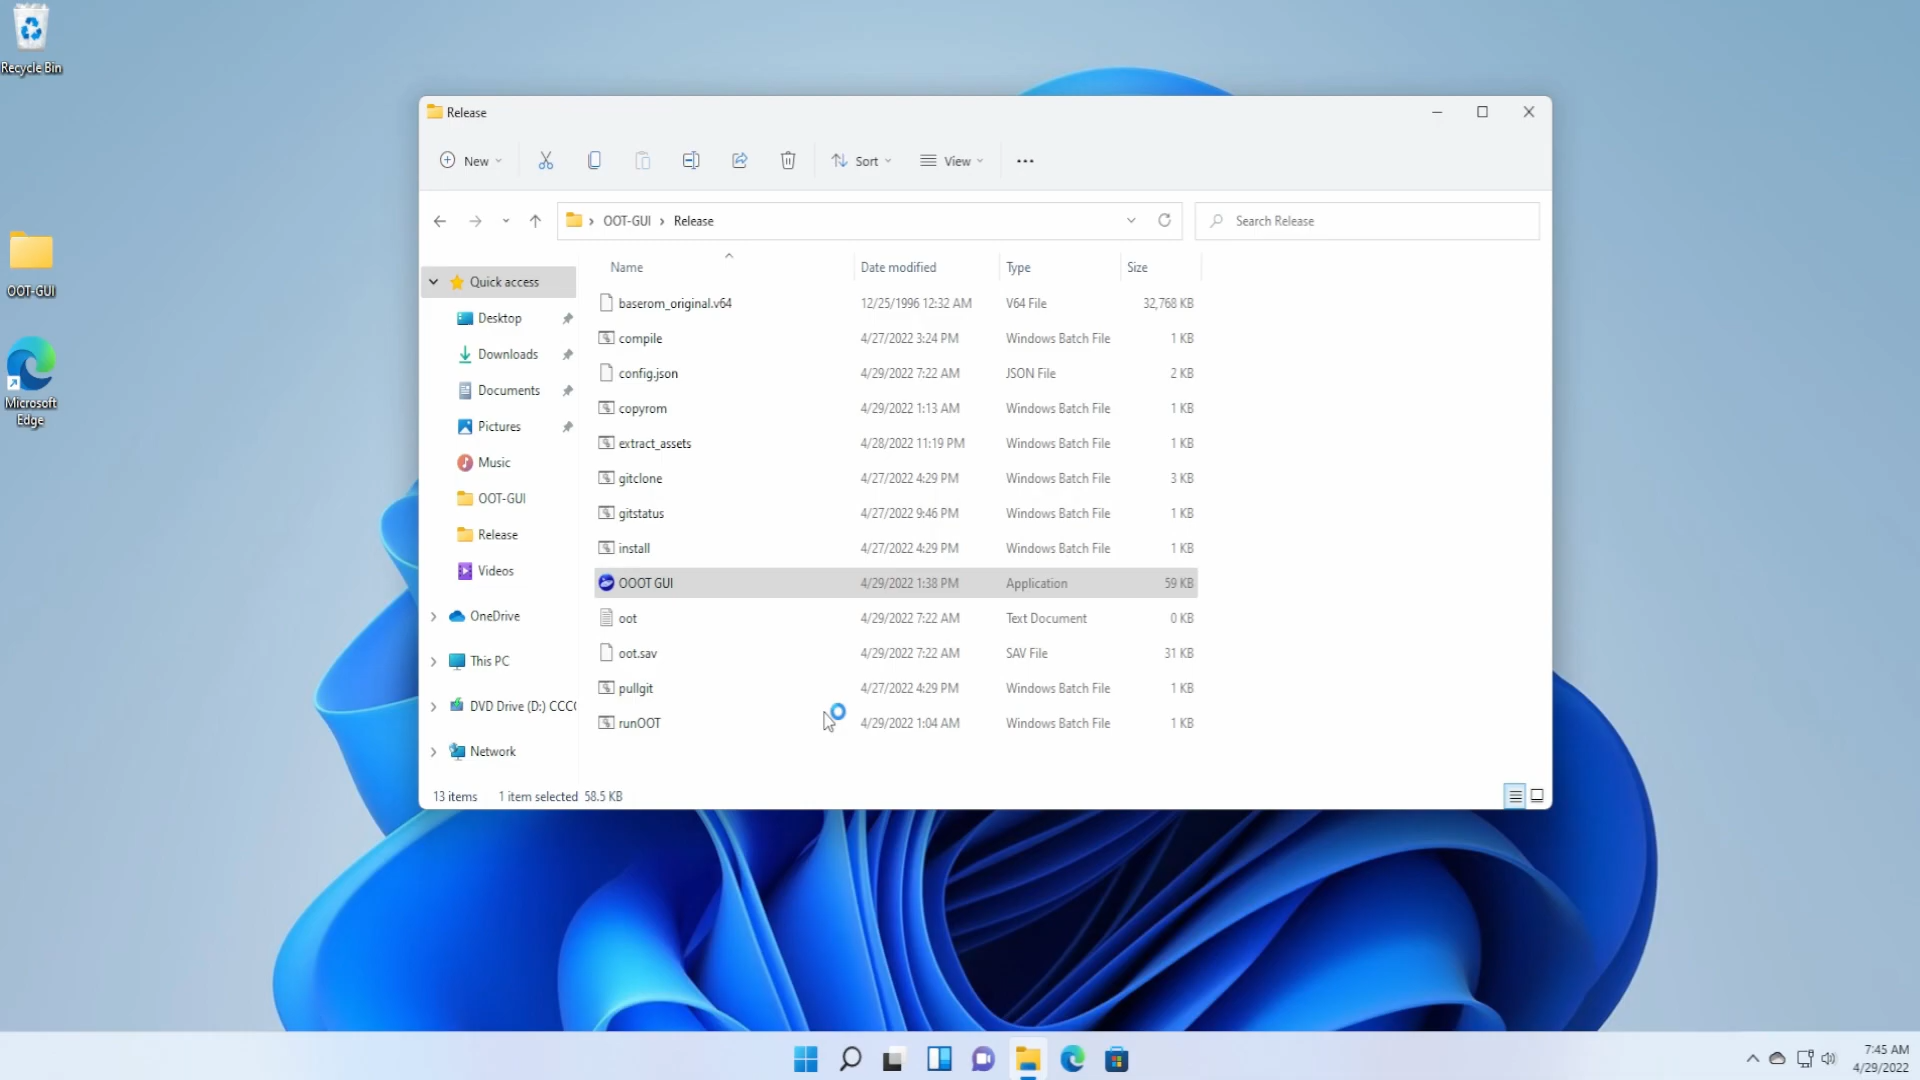 Recycle Bin
OOT-GUI
Microsoft
Edge
Release
New
Sort
View
OOT-GUI
Release
Search Release
Name
Date modified
Type
Size
Quick access
Desktop
Downloads
Documents
Pictures
Music
OOT-GUI
Release
Videos
OneDrive
This PC
DVD Drive (D:) CCC
Network
baserom_original.v64 12/25/1996 12:32 AM V64 File 32,768 KB
compile 4/27/2022 3:24 PM Windows Batch File 1 KB
config.json 4/29/2022 7:22 AM JSON File 2 KB
copyrom 4/29/2022 1:13 AM Windows Batch File 1 KB
extract_assets 4/28/2022 11:19 PM Windows Batch File 1 KB
gitclone 4/27/2022 4:29 PM Windows Batch File 3 KB
gitstatus 4/27/2022 9:46 PM Windows Batch File 1 KB
install 4/27/2022 4:29 PM Windows Batch File 1 KB
OOOT GUI 4/29/2022 1:38 PM Application 59 KB
oot 4/29/2022 7:22 AM Text Document 0 KB
oot.sav 4/29/2022 7:22 AM SAV File 31 KB
pullgit 4/27/2022 4:29 PM Windows Batch File 1 KB
runOOT 4/29/2022 1:04 AM Windows Batch File 1 KB
13 items 1 item selected 58.5 KB
7:45 AM
4/29/2022